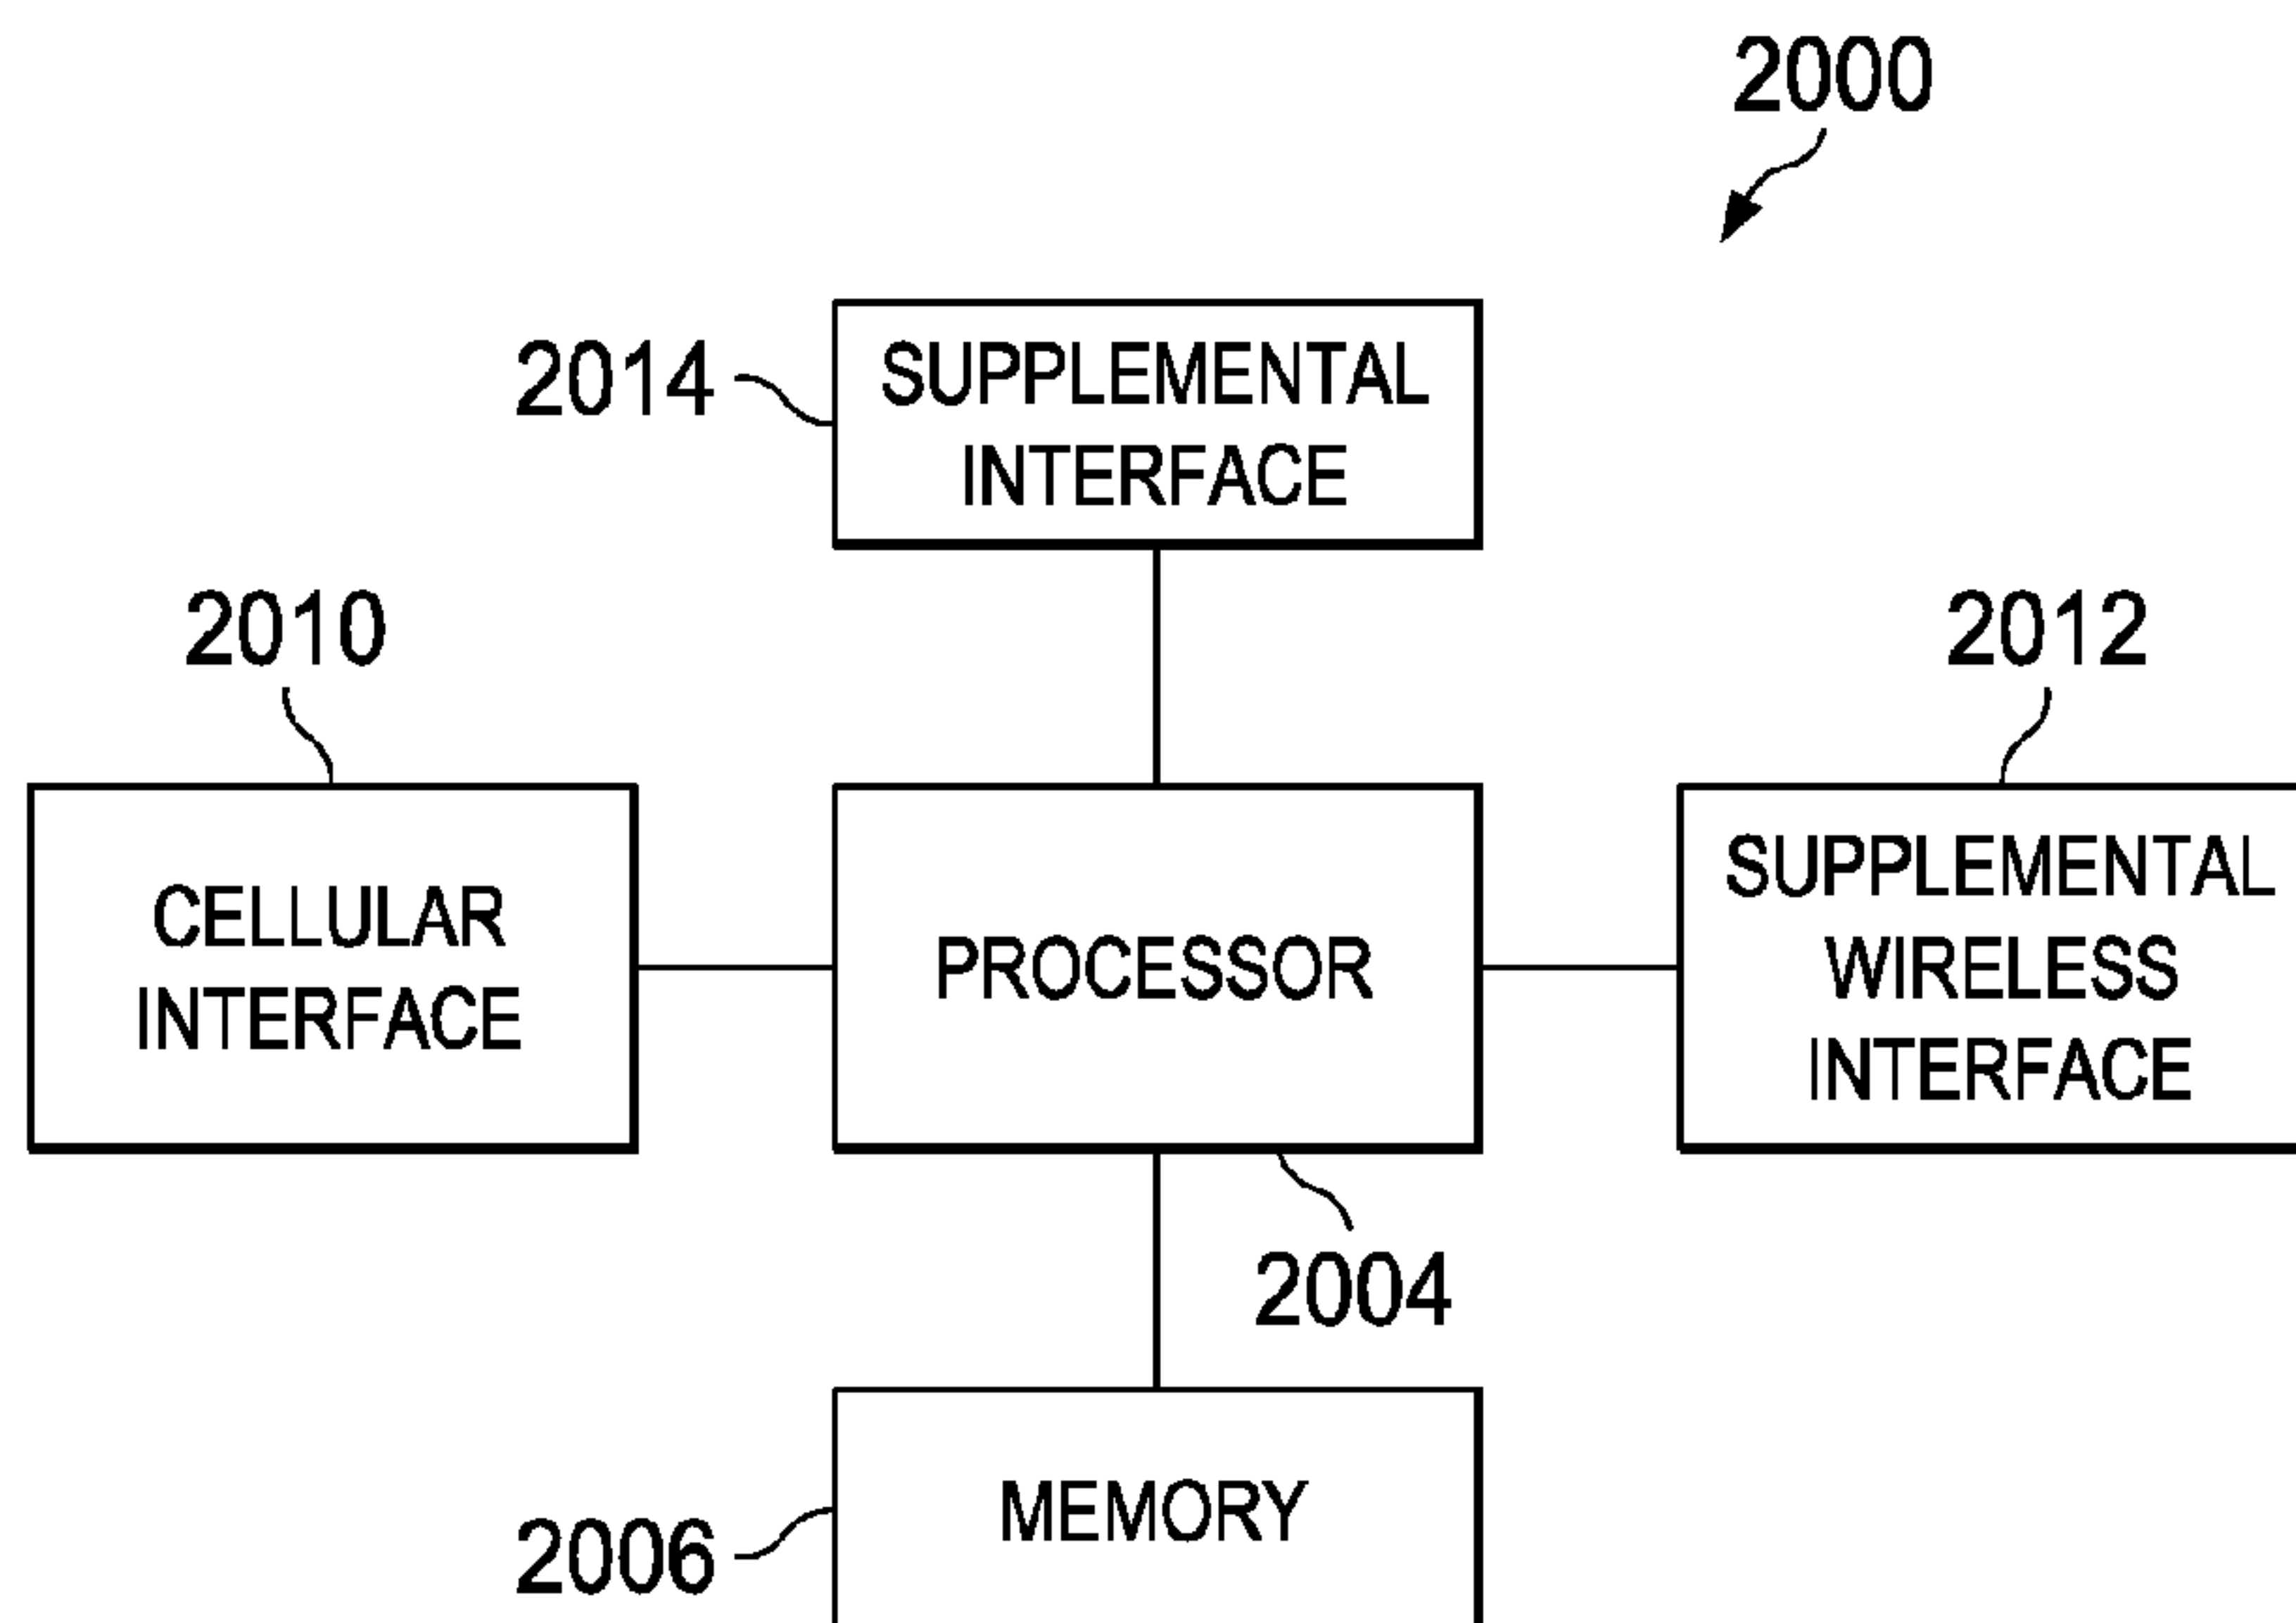 2000
2014
SUPPLEMENTAL
INTERFACE
2010
2012
CELLULAR
INTERFACE
PROCESSOR
SUPPLEMENTAL
WIRELESS
INTERFACE
2004
MEMORY
2006